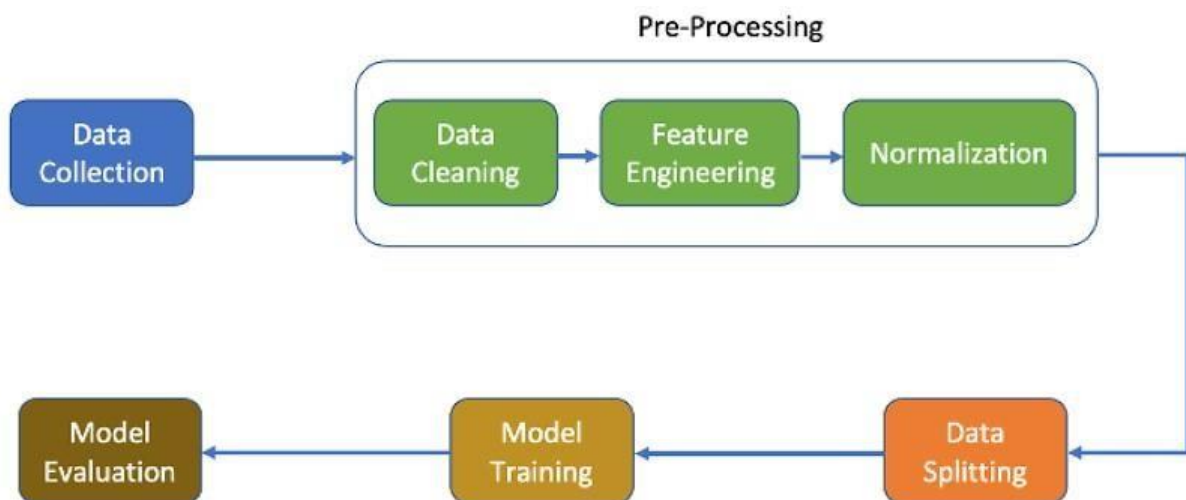 Pre-Processing
Data
Collection
Data
Cleaning
Feature
Engineering
Normalization
Model
Evaluation
Model
Training
Data
Splitting